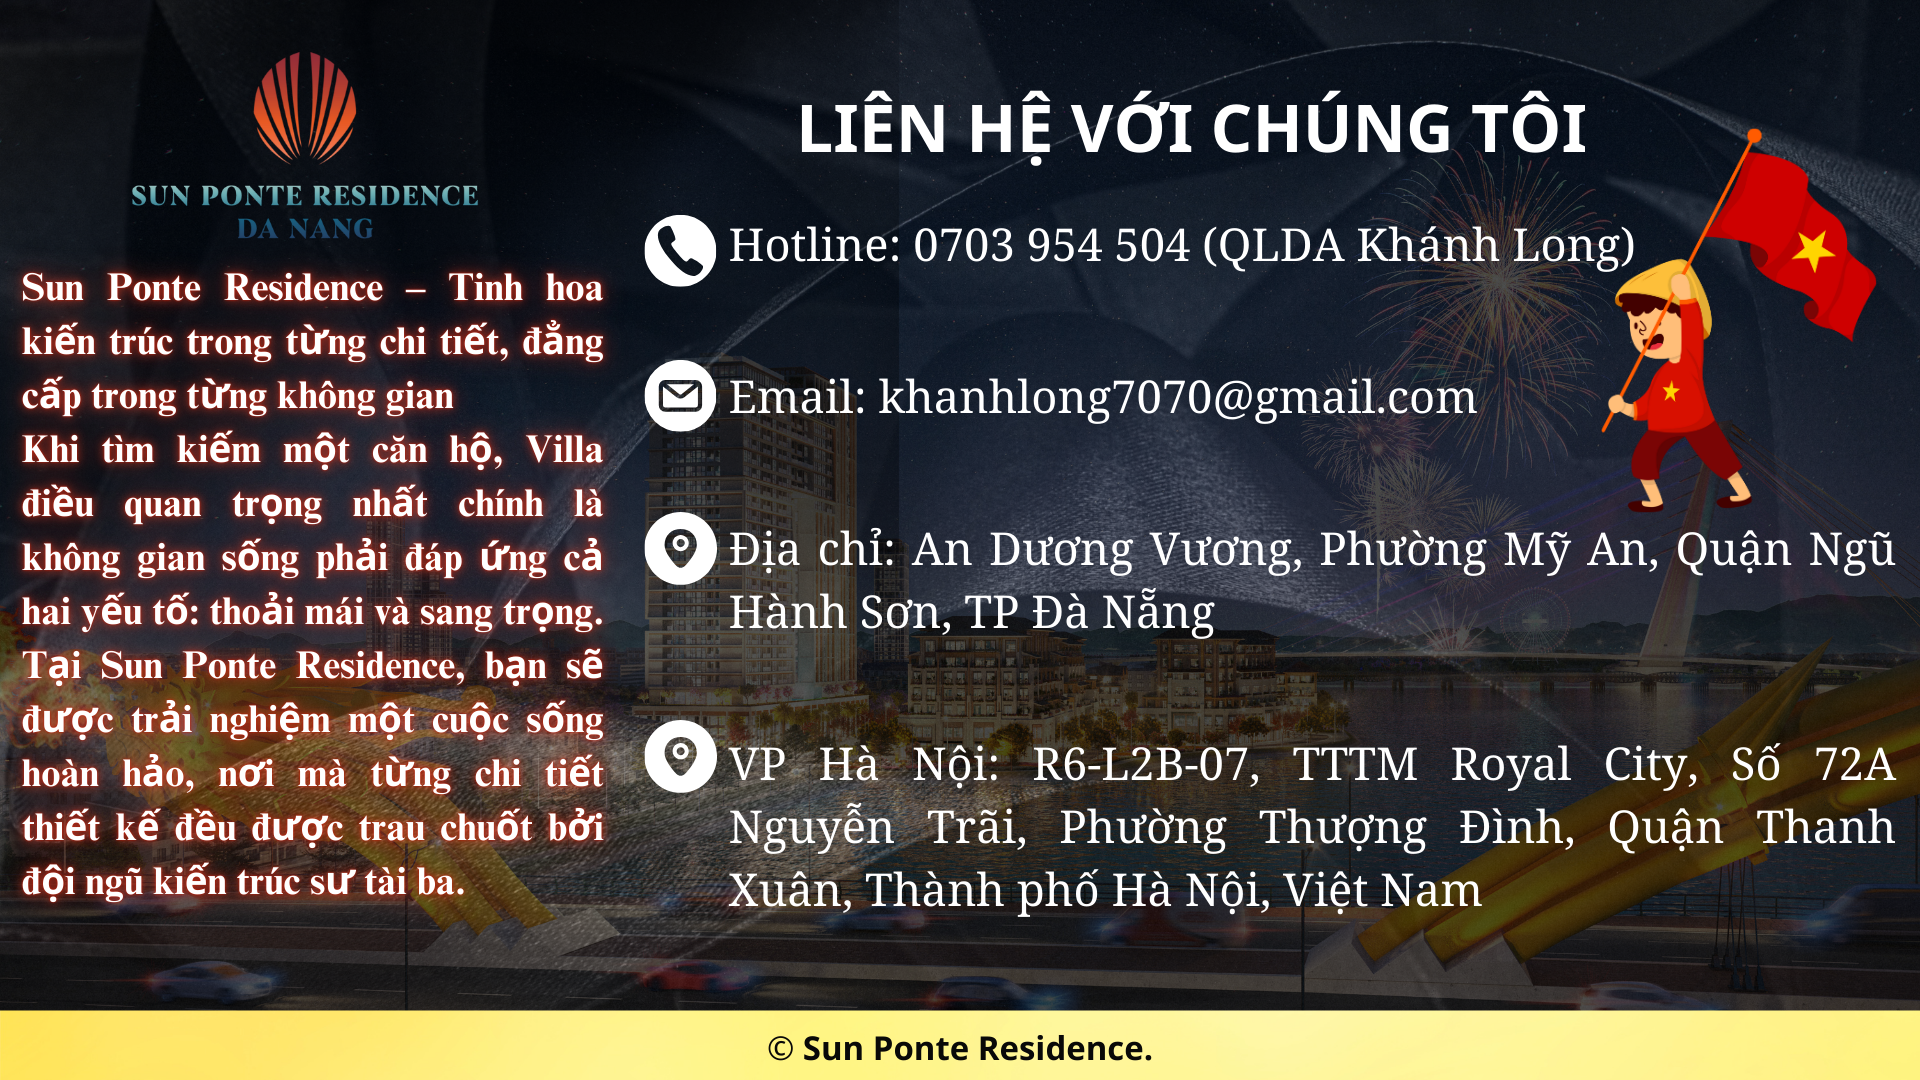 SUN PONTE RESIDENCE
DA NANG
Sun Ponte Residence – Tinh hoa
kiến trúc trong từng chi tiết, đẳng
cấp trong từng không gian
Khi tìm kiếm một căn hộ, Villa
điều quan trọng nhất chính là
không gian sống phải đáp ứng cả
hai yếu tố: thoải mái và sang trọng.
Tại Sun Ponte Residence, bạn sẽ
được trải nghiệm một cuộc sống
hoàn hảo, nơi mà từng chi tiết
thiết kế đều được trau chuốt bởi
đội ngũ kiến trúc sư tài ba.
LIÊN HỆ VỚI CHÚNG TÔI
Hotline: 0703 954 504 (QLDA Khánh Long)
Email: khanhlong7070@gmail.com
Địa chỉ: An Dương Vương, Phường Mỹ An, Quận Ngũ
Hành Sơn, TP Đà Nẵng
VP Hà Nội: R6-L2B-07, TTTM Royal City, Số 72A
Nguyễn Trãi, Phường Thượng Đình, Quận Thanh
Xuân, Thành phố Hà Nội, Việt Nam
© Sun Ponte Residence.